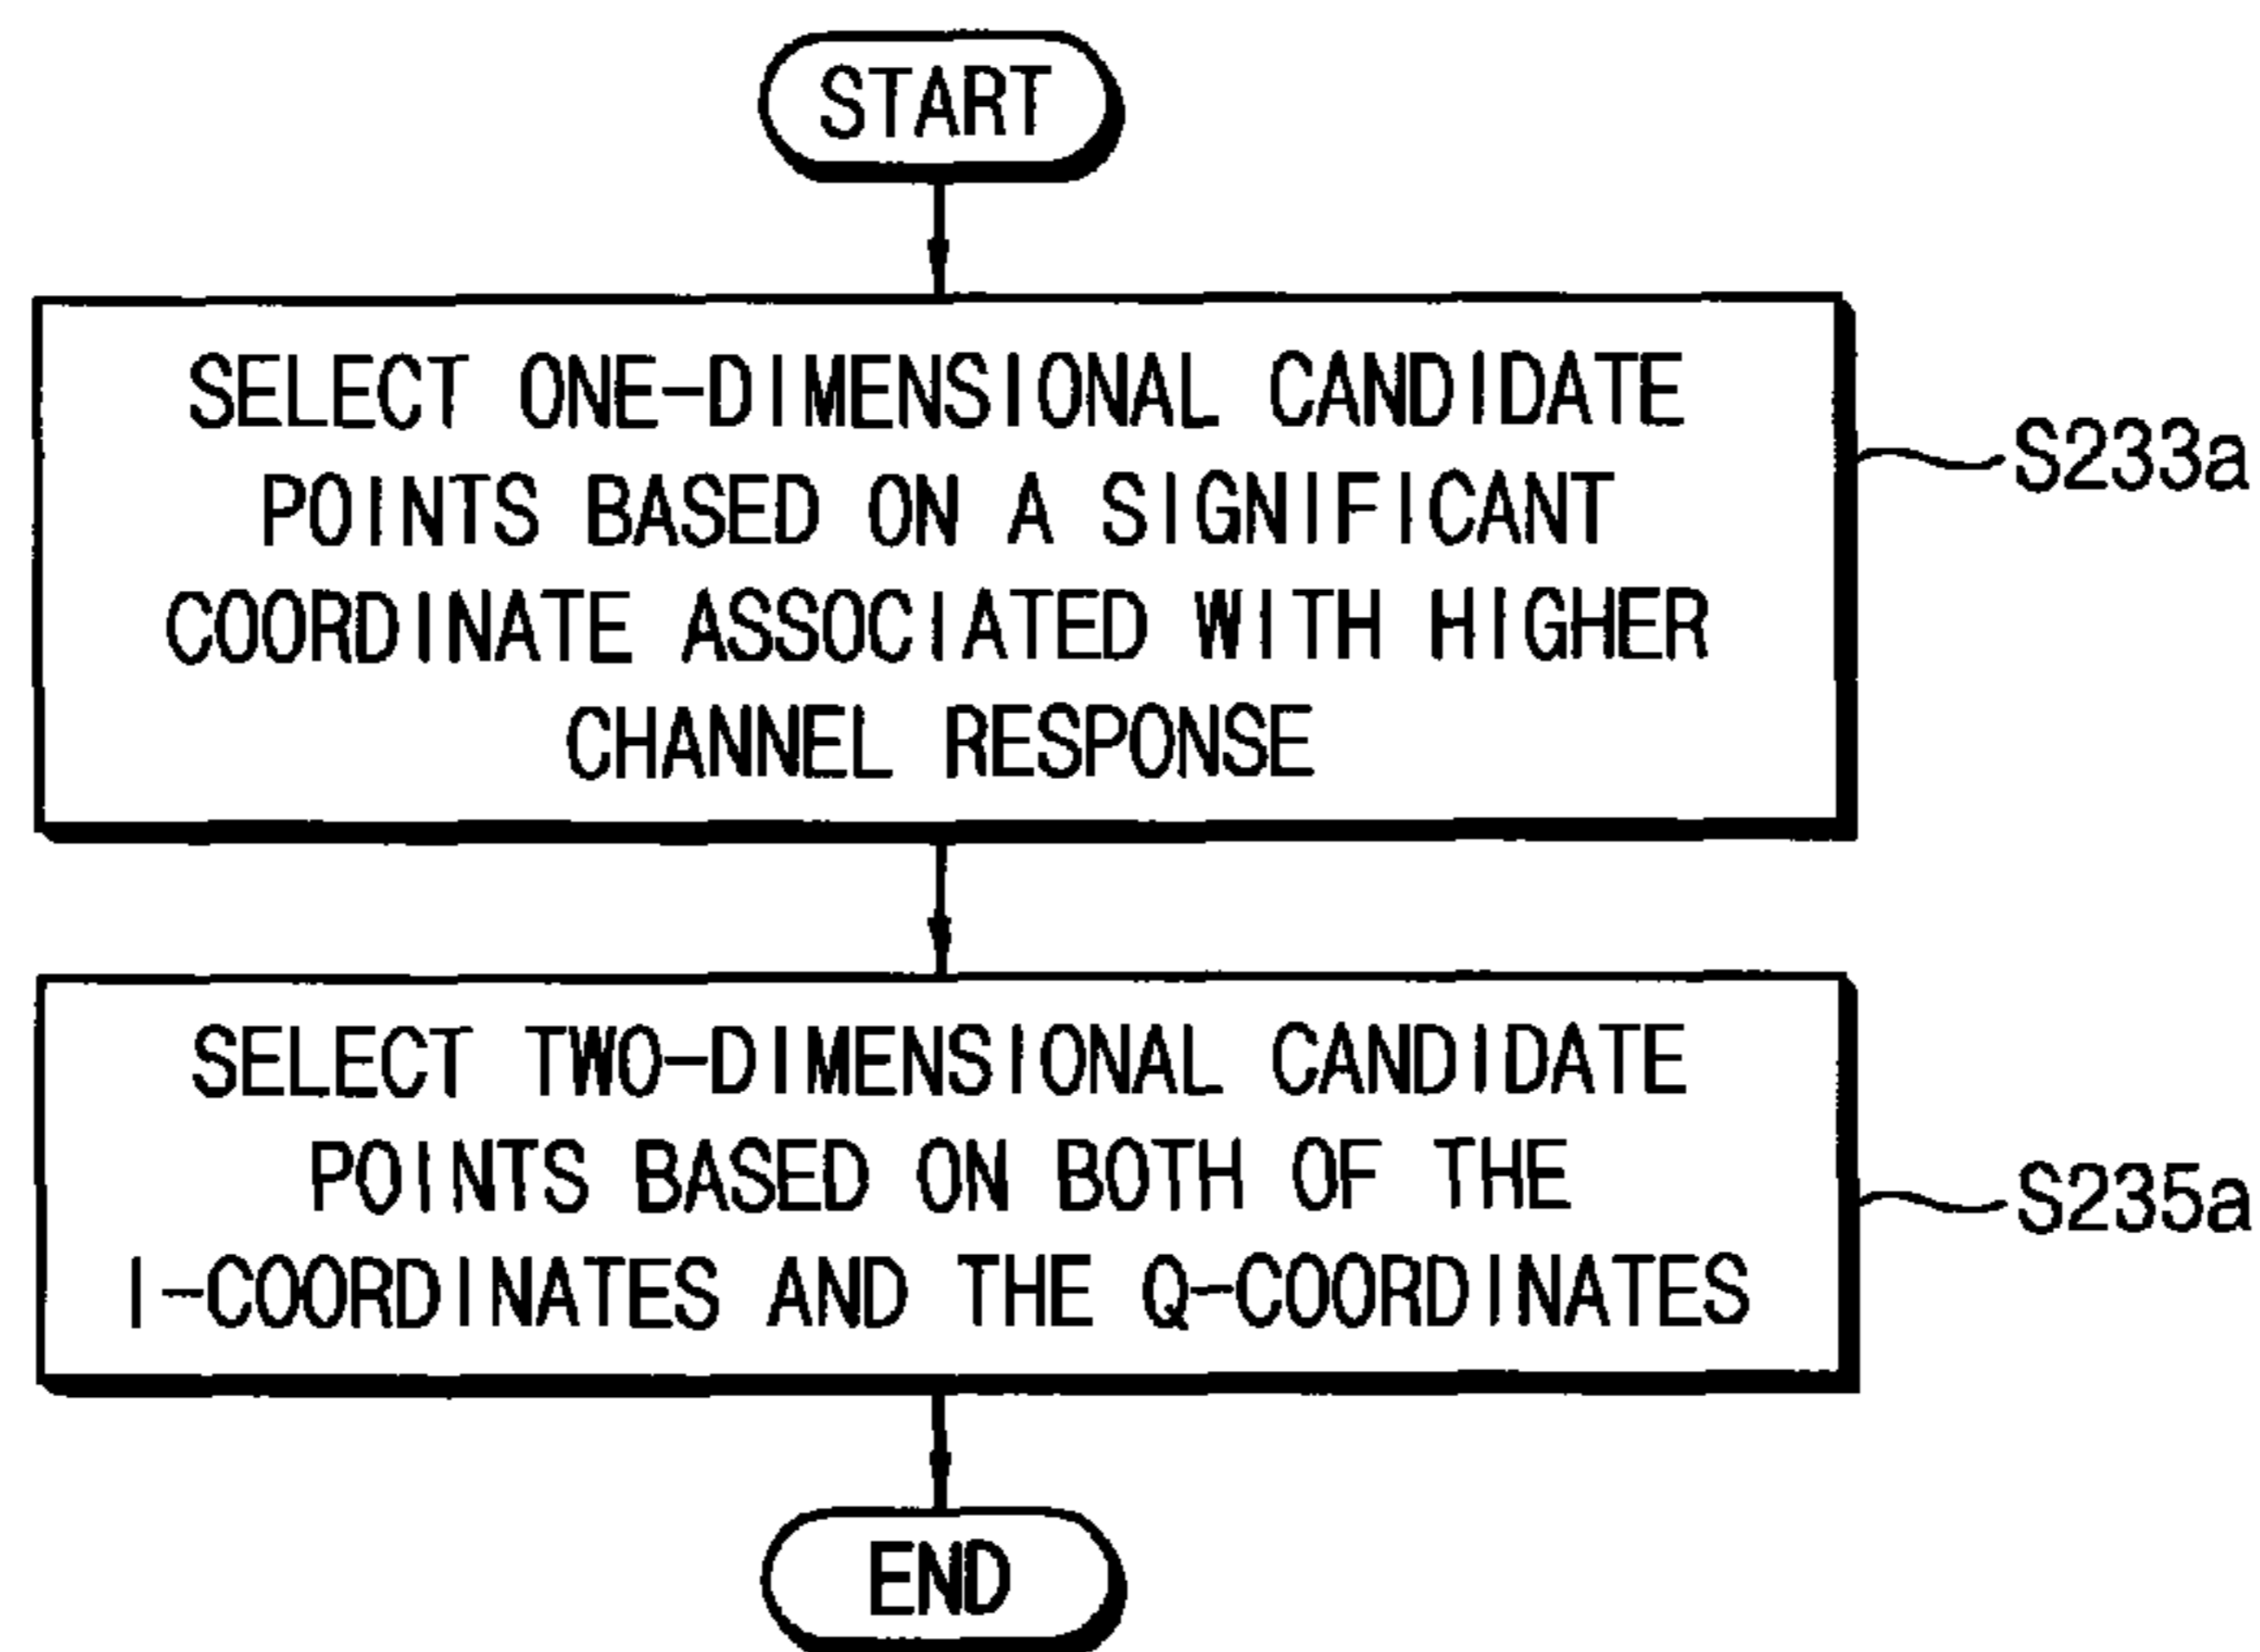 START
SELECT ONE-DIMENSIONAL CANDIDATE
POINTS BASED ON A SIGNIFICANT
COORDINATE ASSOCIATED WITH HIGHER
CHANNEL RESPONSE
S233a
SELECT TWO-DIMENSIONAL CANDIDATE
POINTS BASED ON BOTH OF THE
I-COORDINATES AND THE Q-COORDINATES
S235a
END